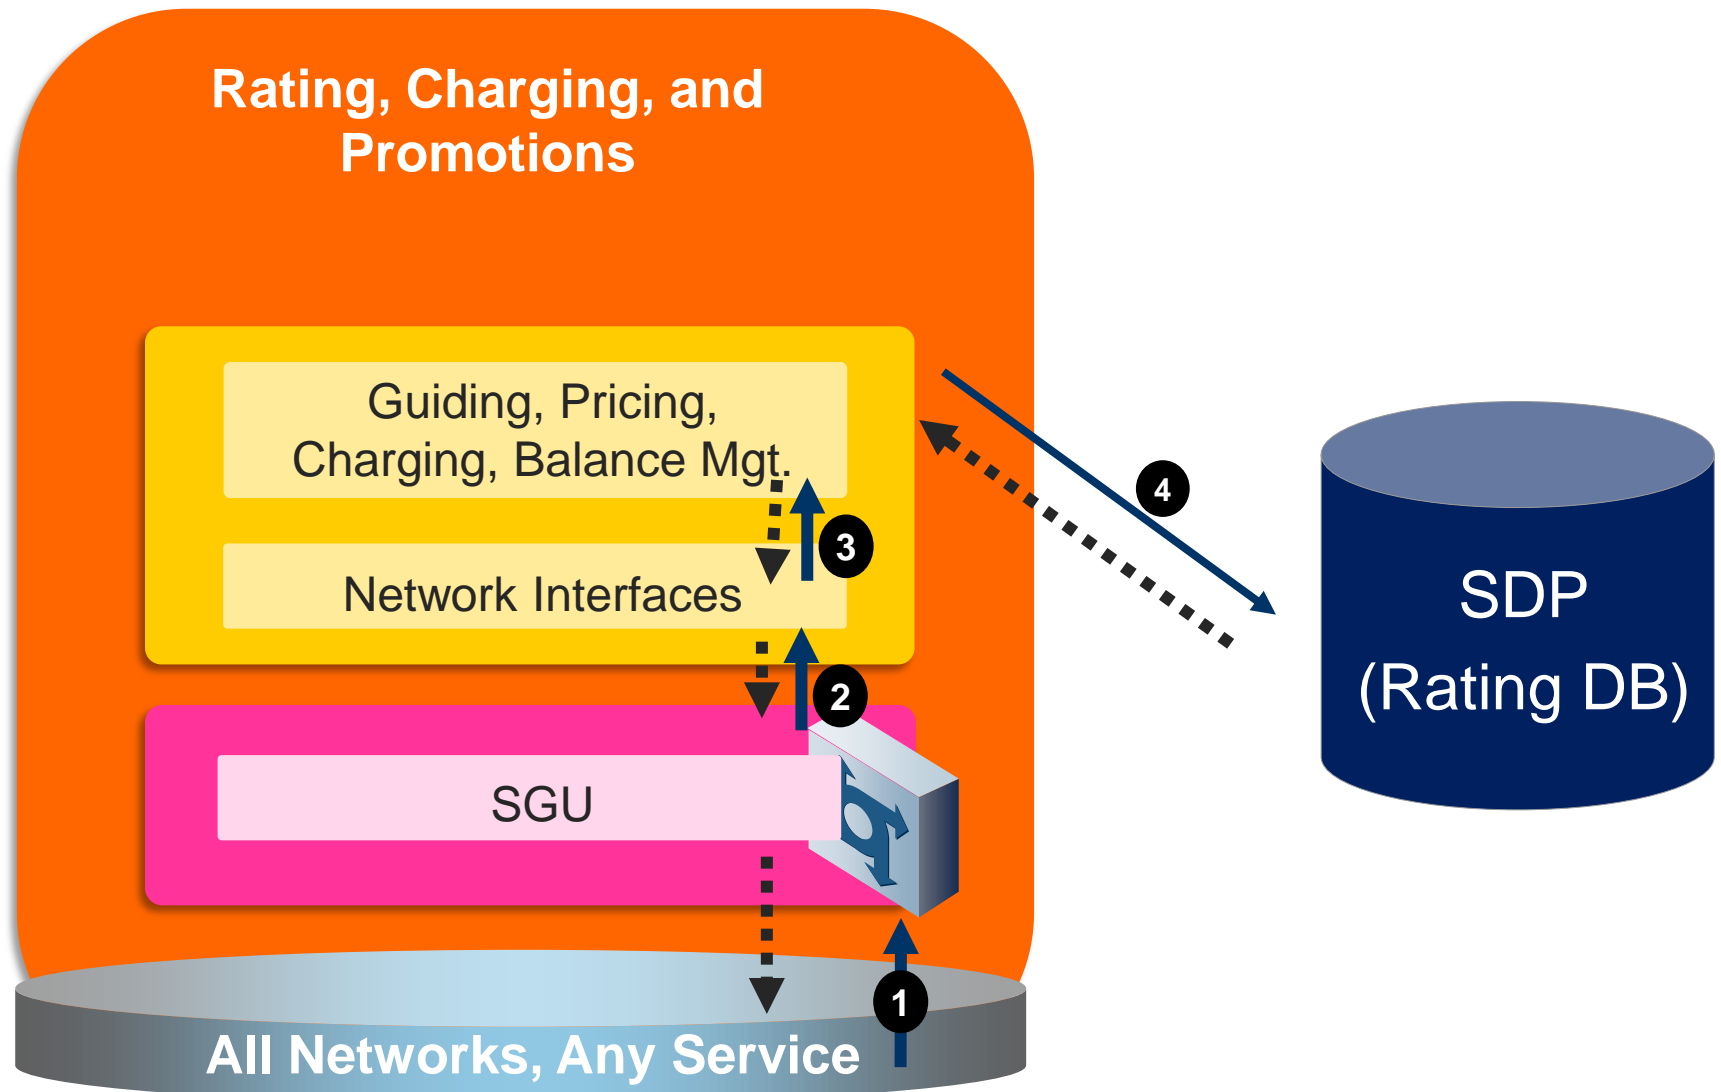 Rating, Charging, and
Promotions
Guiding, Pricing,
Charging, Balance Mgt.
4
3
Network Interfaces
SDP
(Rating DB)
2
SGU
1
All Networks, Any Service